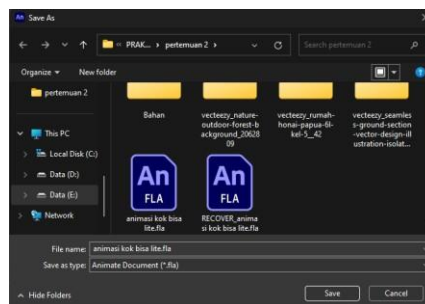 An Save As
« PRAK... › pertemuan 2 ›
Search pertemuan 2
Organize
New folder
pertemuan 2
This PC
Local Disk (C:)
Data (D:)
Data (E:)
Network
Bahan
vecteezy_nature-
outdoor-forest-b
ackground_20628
09
vecteezy_rumah-
honai-papua-6l-
kel-5__42
vecteezy_seamles
s-ground-section
-vector-design-ill
ustration-isolat...
An
FLA
animasi kok bisa
lite.fla
An
FLA
RECOVER_anima
si kok bisa lite.fla
File name: animasi kok bisa lite.fla
Save as type: Animate Document (*.fla)
Hide Folders
Save
Cancel